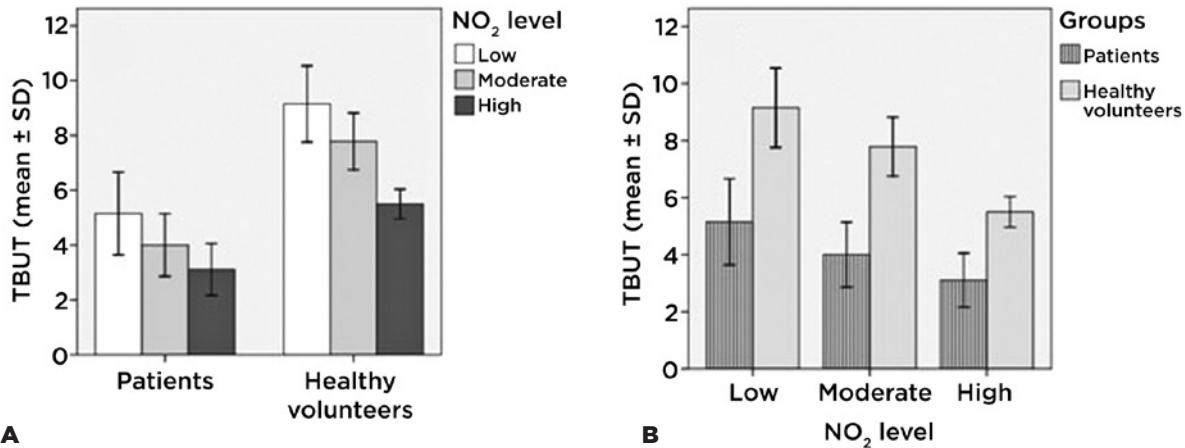 12
10
8
6
4
2
0
TBUT (mean ± SD)
Patients
Healthy
volunteers
NO₂ level
Low
Moderate
High
A
12
10
8
6
4
2
0
TBUT (mean ± SD)
Low
Moderate
High
NO₂ level
Groups
Patients
Healthy
volunteers
B